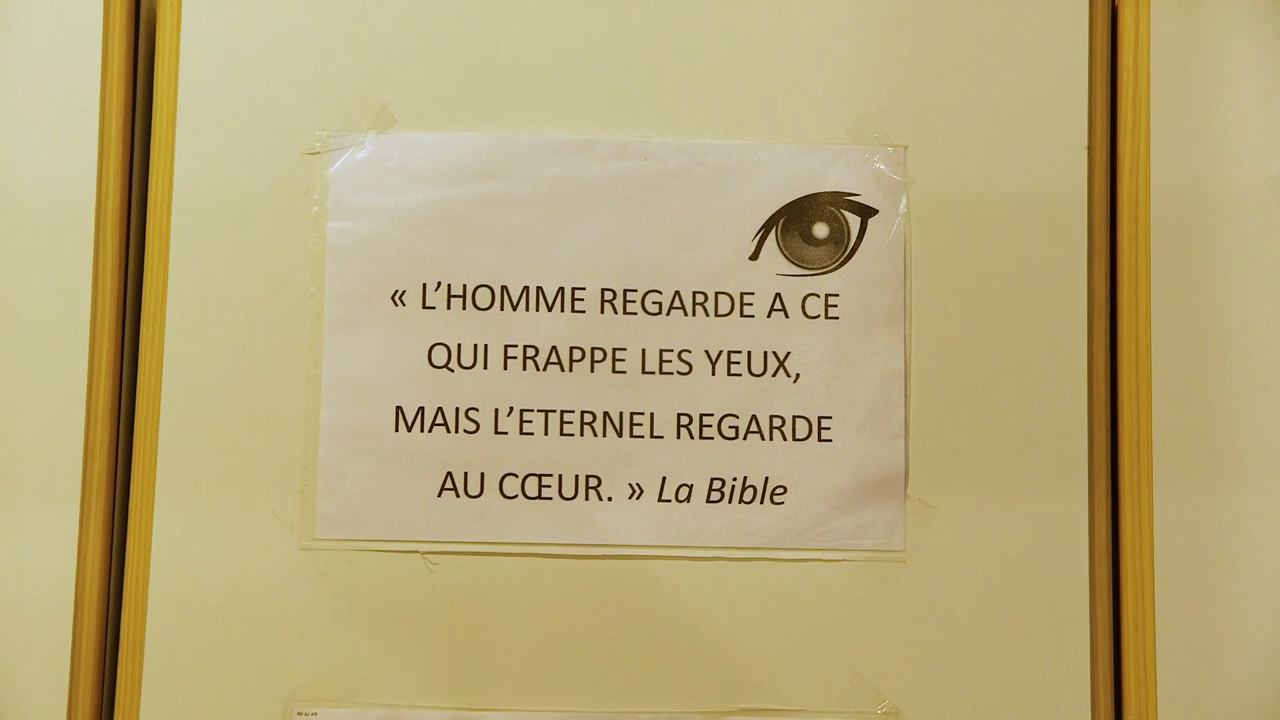 « L’HOMME REGARDE A CE
QUI FRAPPE LES YEUX,
MAIS L’ETERNEL REGARDE
AU CŒUR. » La Bible